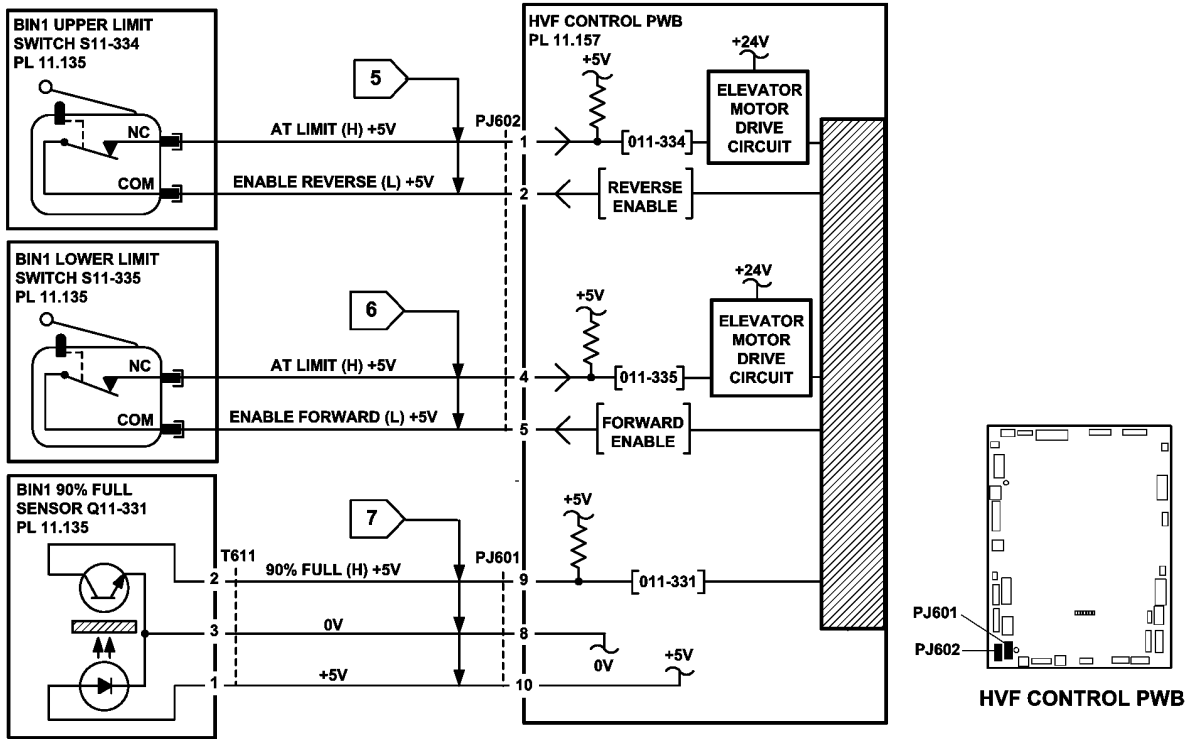 BIN1 UPPER LIMIT
SWITCH S11-334
PL 11.135
NC
COM
5
AT LIMIT (H) +5V
ENABLE REVERSE (L) +5V
PJ602
1
2
HVF CONTROL PWB
PL 11.157
+5V
[011-334]
+24V
ELEVATOR
MOTOR
DRIVE
CIRCUIT
REVERSE
ENABLE
BIN1 LOWER LIMIT
SWITCH S11-335
PL 11.135
NC
COM
6
AT LIMIT (H) +5V
ENABLE FORWARD (L) +5V
4
5
+5V
[011-335]
+24V
ELEVATOR
MOTOR
DRIVE
CIRCUIT
FORWARD
ENABLE
BIN1 90% FULL
SENSOR Q11-331
PL 11.135
T611
2
3
1
7
90% FULL (H) +5V
0V
+5V
PJ601
9
8
10
+5V
[011-331]
0V
+5V
PJ601
PJ602
HVF CONTROL PWB